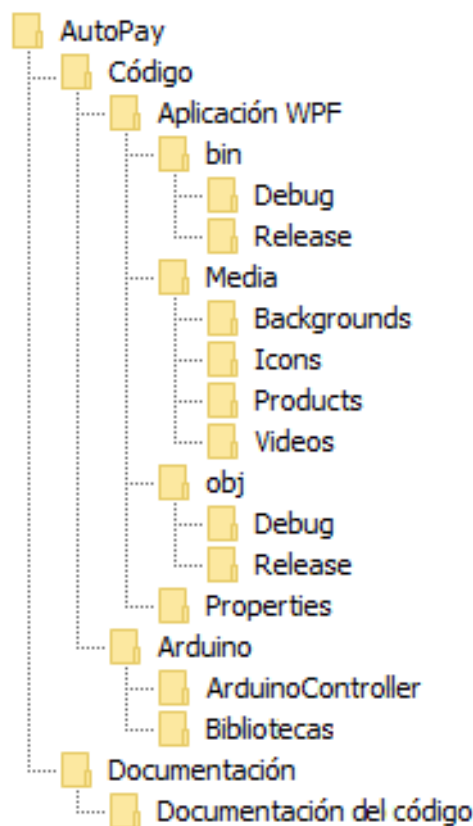 AutoPay
Código
Aplicación WPF
bin
Debug
Release
Media
Backgrounds
Icons
Products
Videos
obj
Debug
Release
Properties
Arduino
ArduinoController
Bibliotecas
Documentación
Documentación del código